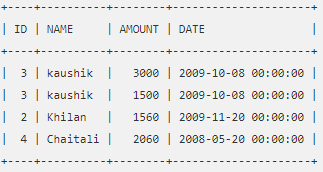 +----+----------+--------+---------------------+
| ID | NAME     | AMOUNT | DATE                |
+----+----------+--------+---------------------+
|  3 | kaushik  |   3000 | 2009-10-08 00:00:00 |
|  3 | kaushik  |   1500 | 2009-10-08 00:00:00 |
|  2 | Khilan   |   1560 | 2009-11-20 00:00:00 |
|  4 | Chaitali |   2060 | 2008-05-20 00:00:00 |
+----+----------+--------+---------------------+